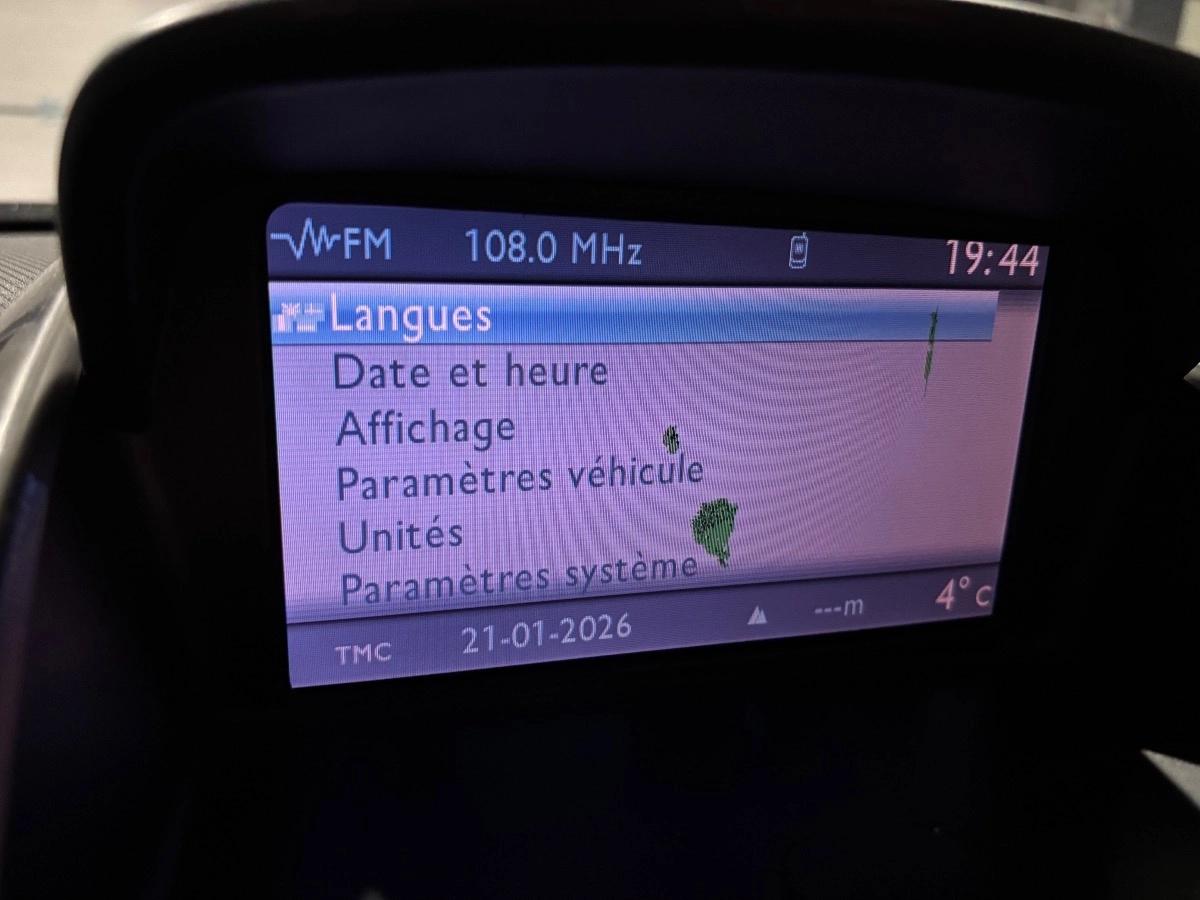 FM 108.0 MHz 19:44
Langues
Date et heure
Affichage
Paramètres véhicule
Unités
Paramètres système
TMC 21-01-2026 ---m 4°C